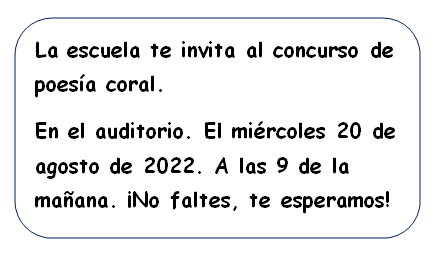 La escuela te invita al concurso de
poesía coral.
En el auditorio. El miércoles 20 de
agosto de 2022. A las 9 de la
mañana. ¡No faltes, te esperamos!